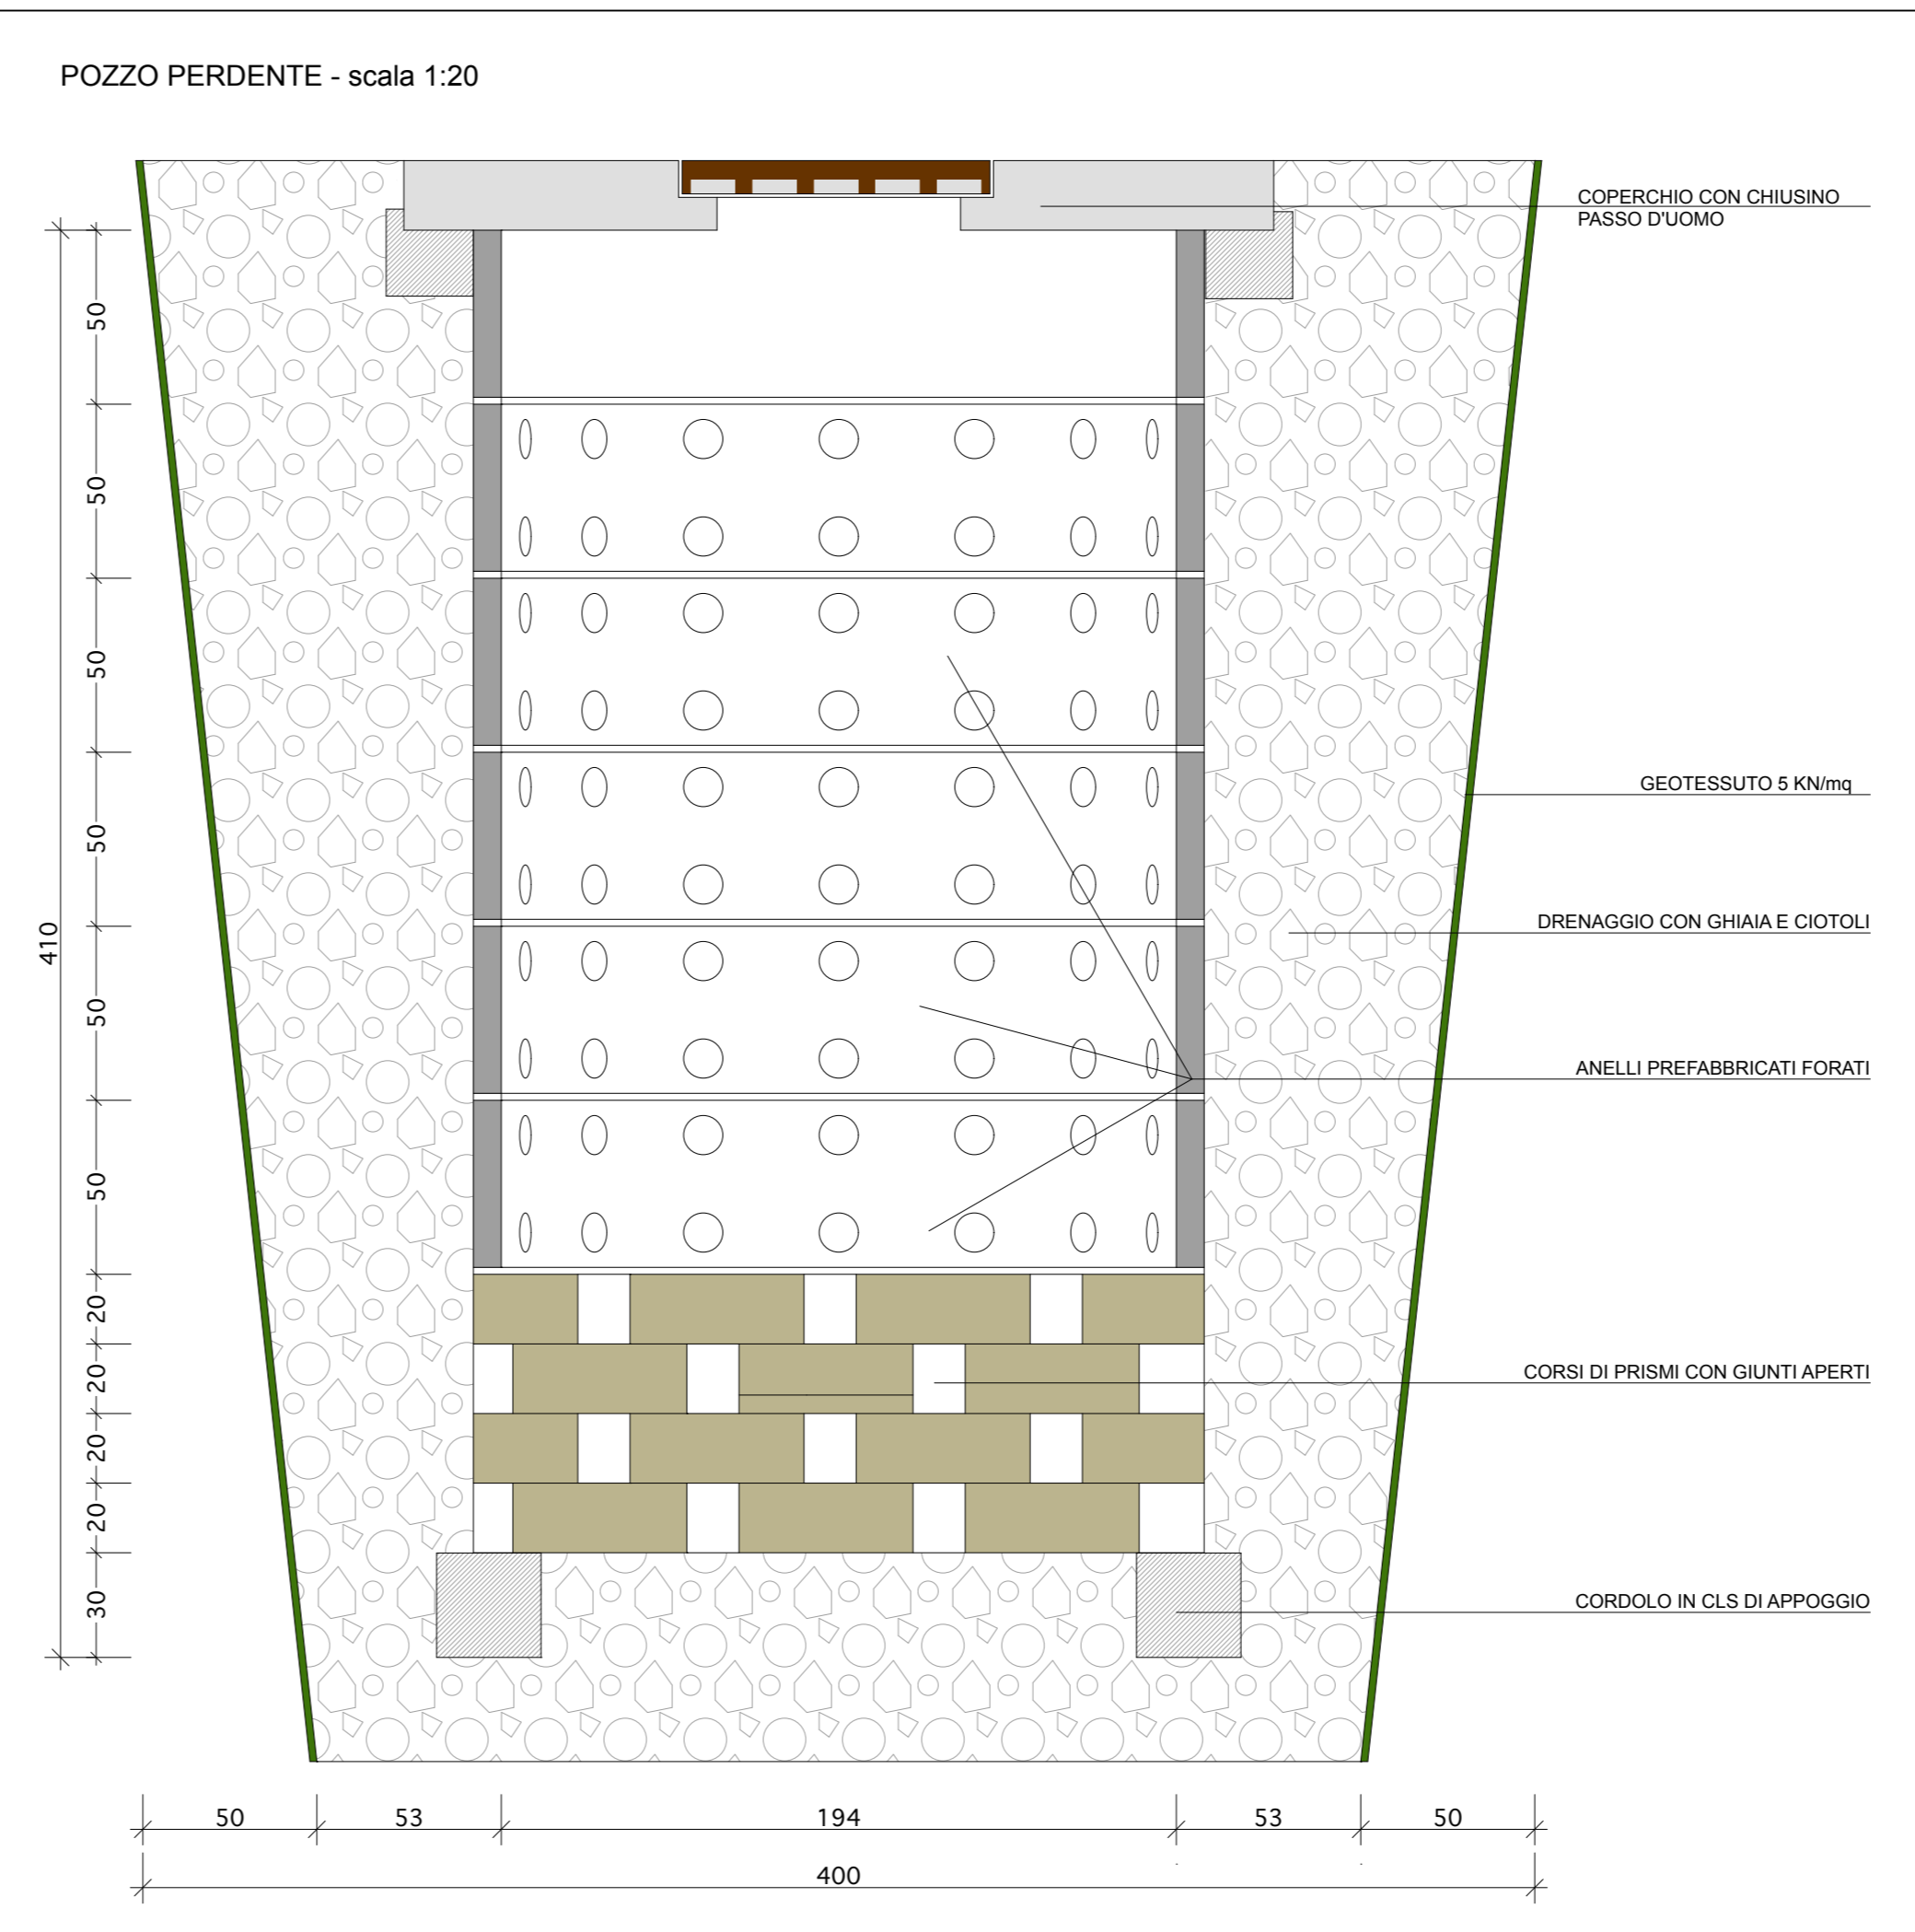 POZZO PERDENTE - scala 1:20
COPERCHIO CON CHIUSINO
PASSO D'UOMO
GEOTESSUTO 5 KN/mq
DRENAGGIO CON GHIAIA E CIOTOLI
ANELLI PREFABBRICATI FORATI
CORSI DI PRISMI CON GIUNTI APERTI
CORDOLO IN CLS DI APPOGGIO
410
50
50
50
50
50
50
20
20
20
20
30
50 53 194 53 50
400